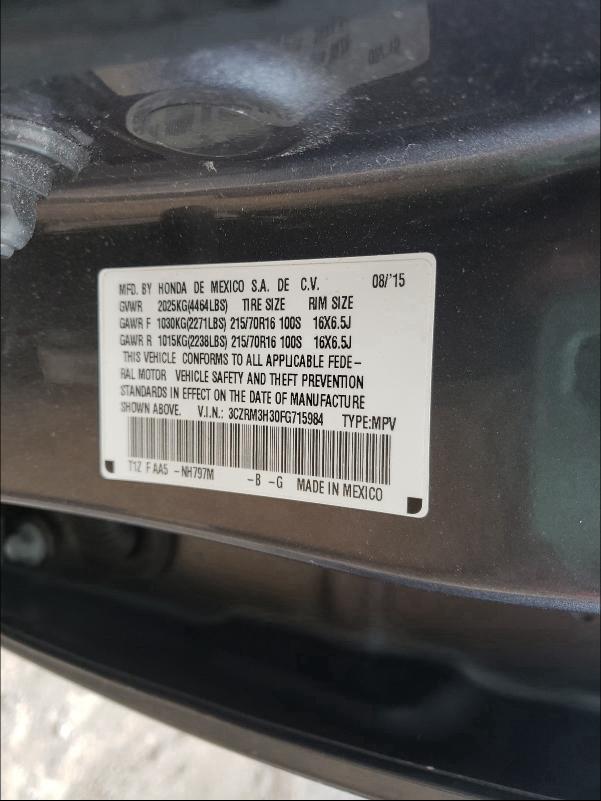 MFD. BY HONDA DE MEXICO S.A. DE C.V. 08/'15
GVWR 2025KG(4464LBS) TIRE SIZE RIM SIZE
GAWR F 1030KG(2271LBS) 215/70R16 100S 16X6.5J
GAWR R 1015KG(2238LBS) 215/70R16 100S 16X6.5J
THIS VEHICLE CONFORMS TO ALL APPLICABLE FEDE-
RAL MOTOR VEHICLE SAFETY AND THEFT PREVENTION
STANDARDS IN EFFECT ON THE DATE OF MANUFACTURE
SHOWN ABOVE. V.I.N.: 3CZRM3H30FG715984 TYPE:MPV
T1Z FAA5 -NH797M -B -G MADE IN MEXICO